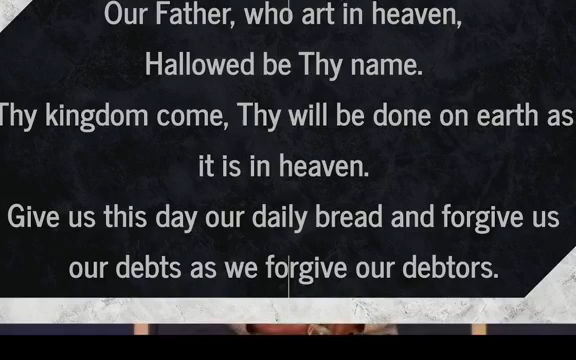 Our Father, who art in heaven,
Hallowed be Thy name.
Thy kingdom come, Thy will be done on earth as
it is in heaven.
Give us this day our daily bread and forgive us
our debts as we forgive our debtors.